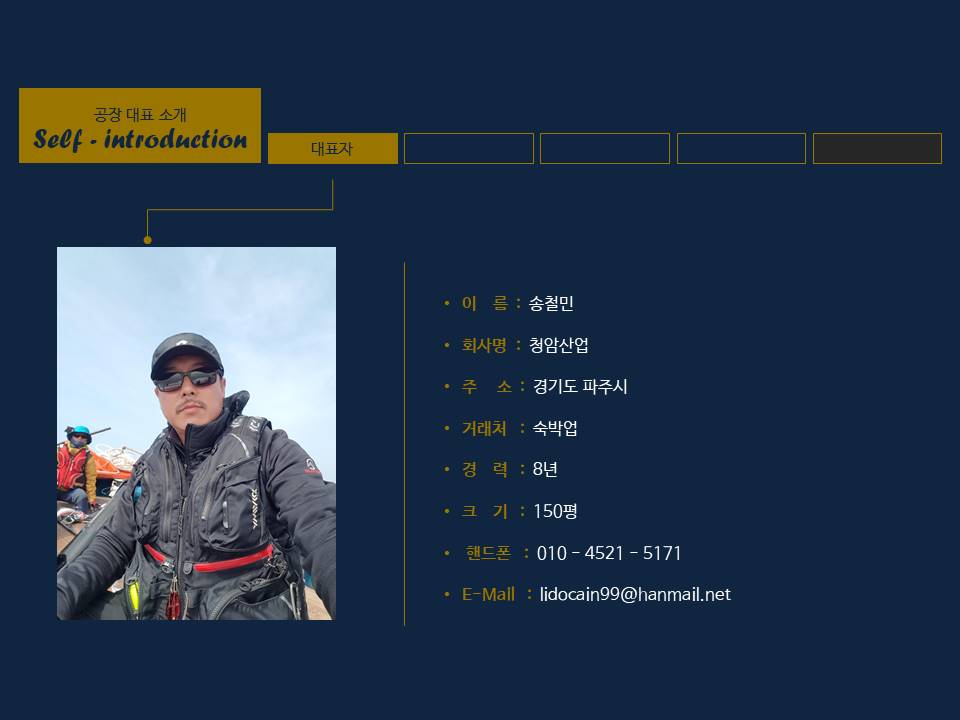 공장 대표 소개
Self - introduction
대표자
• 이 름 : 송철민
• 회사명 : 청암산업
• 주 소 : 경기도 파주시
• 거래처 : 숙박업
• 경 력 : 8년
• 크 기 : 150평
• 핸드폰 : 010 - 4521 - 5171
• E-Mail : lidocain99@hanmail.net
DAIWA